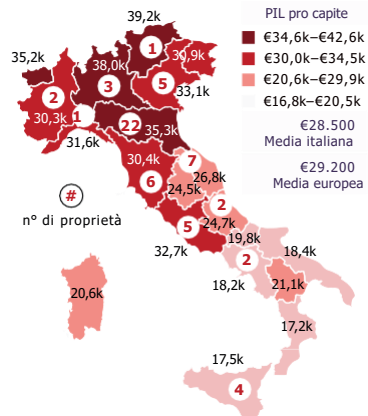 39,2k
PIL pro capite
€34,6k–€42,6k
€30,0k–€34,5k
€20,6k–€29,9k
€16,8k–€20,5k
€28.500
Media italiana
€29.200
Media europea
35,2k
1
38,0k
30,9k
2
3
5
33,1k
30,3k
1
22
35,3k
31,6k
30,4k
7
26,8k
6
24,5k
#
n° di proprietà
2
24,7k
5
19,8k
32,7k
2
18,4k
18,2k
21,1k
20,6k
17,2k
17,5k
4